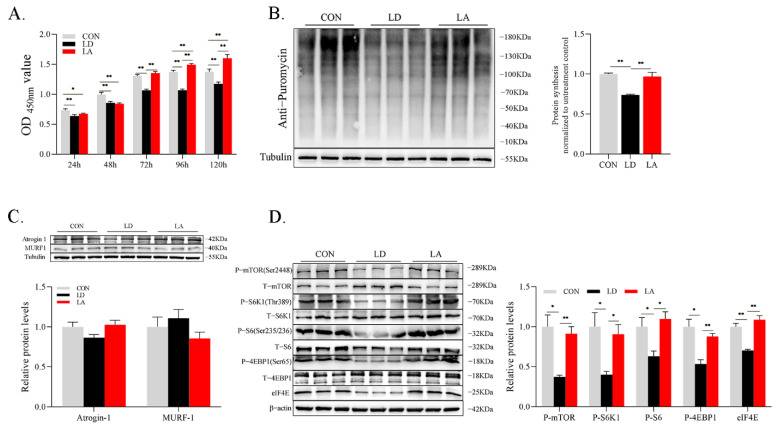 A.
CON
LD
LA
OD 450nm value
2.0
1.5
1.0
0.5
0.0
** * ** ** ** ** ** ** ** ** ** **
24h 48h 72h 96h 120h
B.
CON LD LA
Anti-Puromycin
-180KDa
-130KDa
-100KDa
-70KDa
-50KDa
-40KDa
-10KDa
Tubulin -55KDa
Protein synthesis
normalized to untreatment control
1.5
1.0
0.5
0.0
** **
CON LD LA
C.
CON LD LA
Atrogin 1 -42KDa
MURF1 -40KDa
Tubulin -55KDa
CON
LD
LA
Relative protein levels
1.5
1.0
0.5
0.0
Atrogin-1 MURF-1
D.
CON LD LA
P-mTOR(Ser2448) -289KDa
T-mTOR -289KDa
P-S6K1(Thr389) -70KDa
T-S6K1 -70KDa
P-S6(Ser235/236) -32KDa
T-S6 -32KDa
P-4EBP1(Ser65) -18KDa
T-4EBP1 -18KDa
eIF4E -25KDa
β-actin -42KDa
CON LD LA
Relative protein levels
1.5
1.0
0.5
0.0
* ** * * * * * ** ** **
P-mTOR P-S6K1 P-S6 P-4EBP1 eIF4E